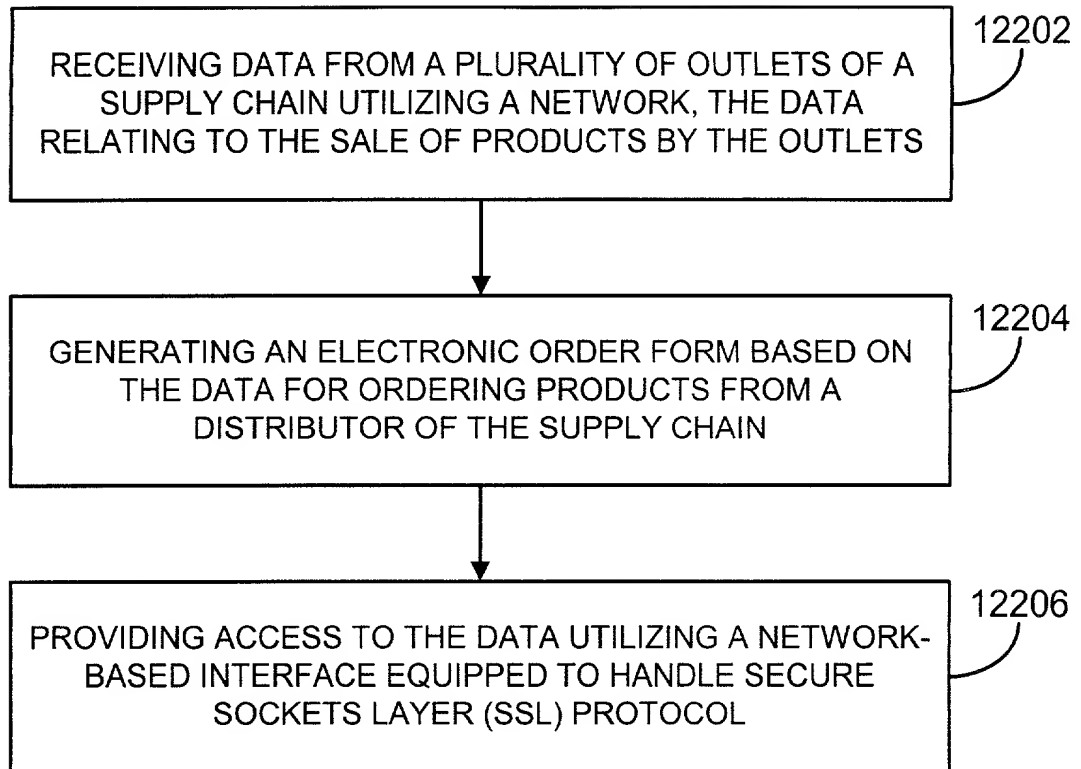 12202
RECEIVING DATA FROM A PLURALITY OF OUTLETS OF A
SUPPLY CHAIN UTILIZING A NETWORK, THE DATA
RELATING TO THE SALE OF PRODUCTS BY THE OUTLETS
12204
GENERATING AN ELECTRONIC ORDER FORM BASED ON
THE DATA FOR ORDERING PRODUCTS FROM A
DISTRIBUTOR OF THE SUPPLY CHAIN
12206
PROVIDING ACCESS TO THE DATA UTILIZING A NETWORK-
BASED INTERFACE EQUIPPED TO HANDLE SECURE
SOCKETS LAYER (SSL) PROTOCOL